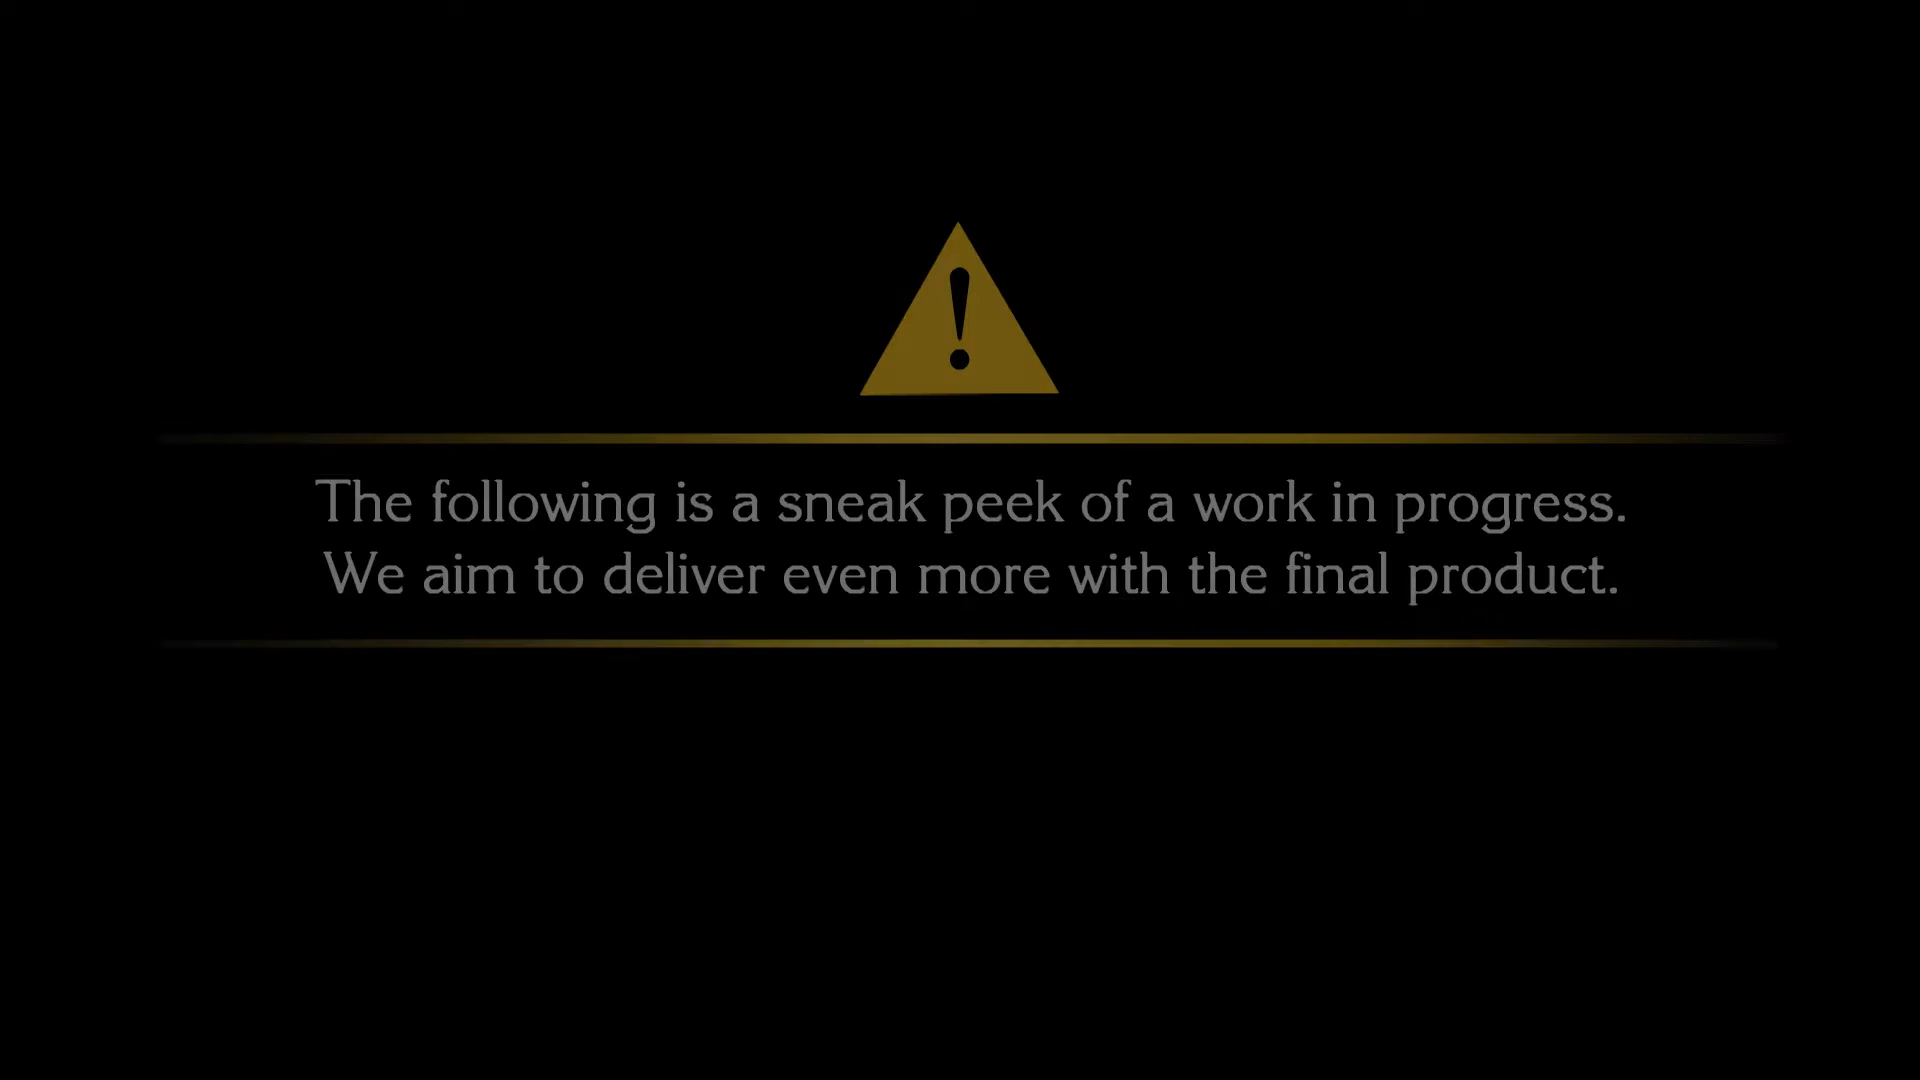 The following is a sneak peek of a work in progress.
We aim to deliver even more with the final product.